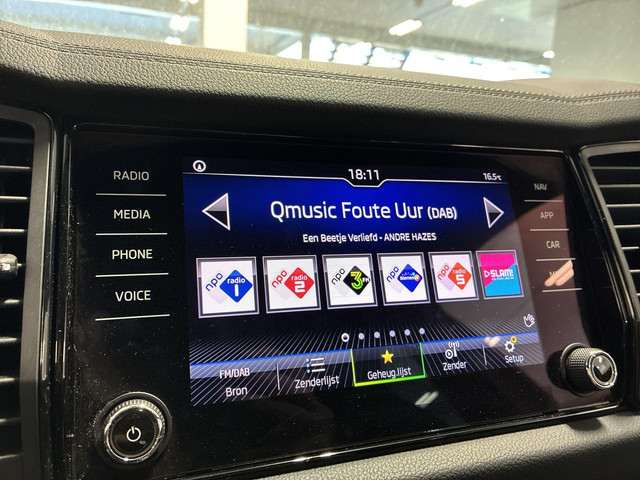 18:11
16.5°C
RADIO
MEDIA
PHONE
VOICE
NAV
APP
CAR
Qmusic Foute Uur (DAB)
Een Beetje Verliefd - ANDRE HAZES
npo radio 1
npo radio 2
npo 3FM
npo
npo radio 5
SLAM!
FM/DAB
Bron
Zenderlijst
Geheug.lijst
Zender
Setup